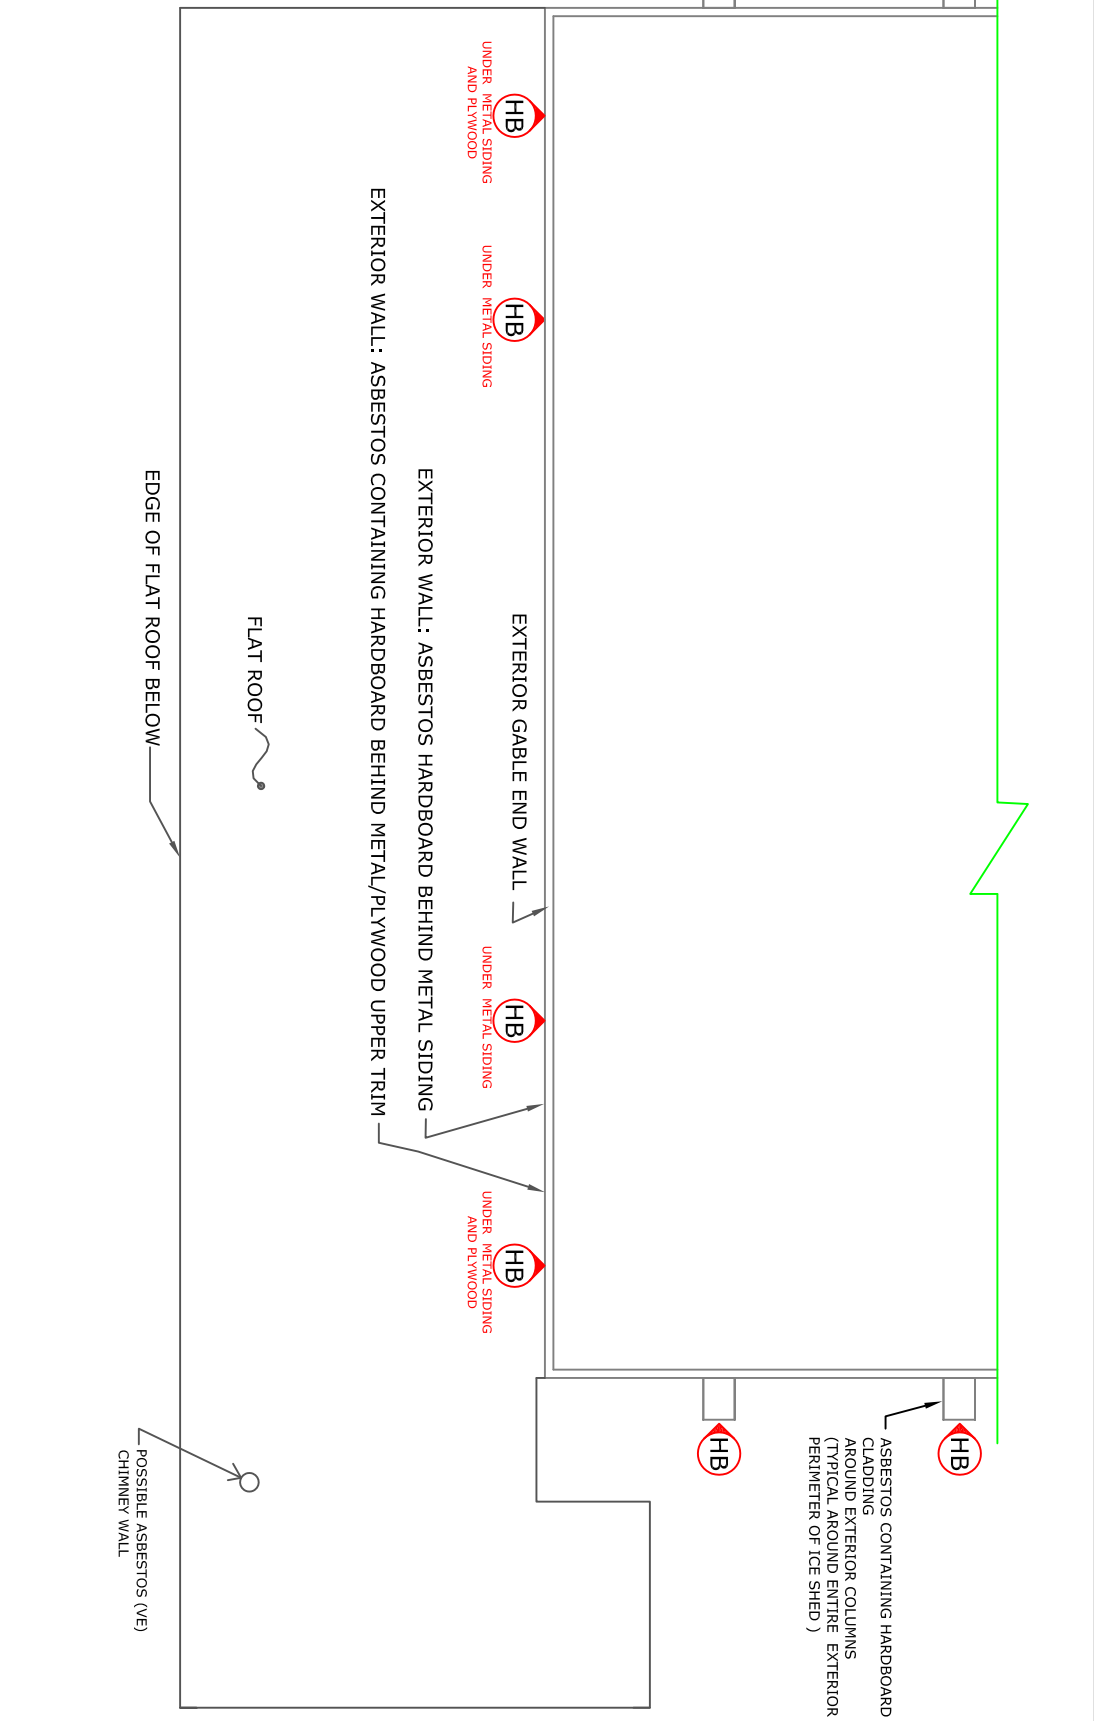 HB
ASBESTOS CONTAINING HARDBOARD
CLADDING
AROUND EXTERIOR COLUMNS
(TYPICAL AROUND ENTIRE EXTERIOR
PERIMETER OF ICE SHED )
HB
HB
UNDER METAL SIDING
AND PLYWOOD
HB
UNDER METAL SIDING
EXTERIOR GABLE END WALL
HB
UNDER METAL SIDING
HB
UNDER METAL SIDING
AND PLYWOOD
EXTERIOR WALL: ASBESTOS HARDBOARD BEHIND METAL SIDING
EXTERIOR WALL: ASBESTOS CONTAINING HARDBOARD BEHIND METAL/PLYWOOD UPPER TRIM
FLAT ROOF
EDGE OF FLAT ROOF BELOW
POSSIBLE ASBESTOS (VE)
CHIMNEY WALL